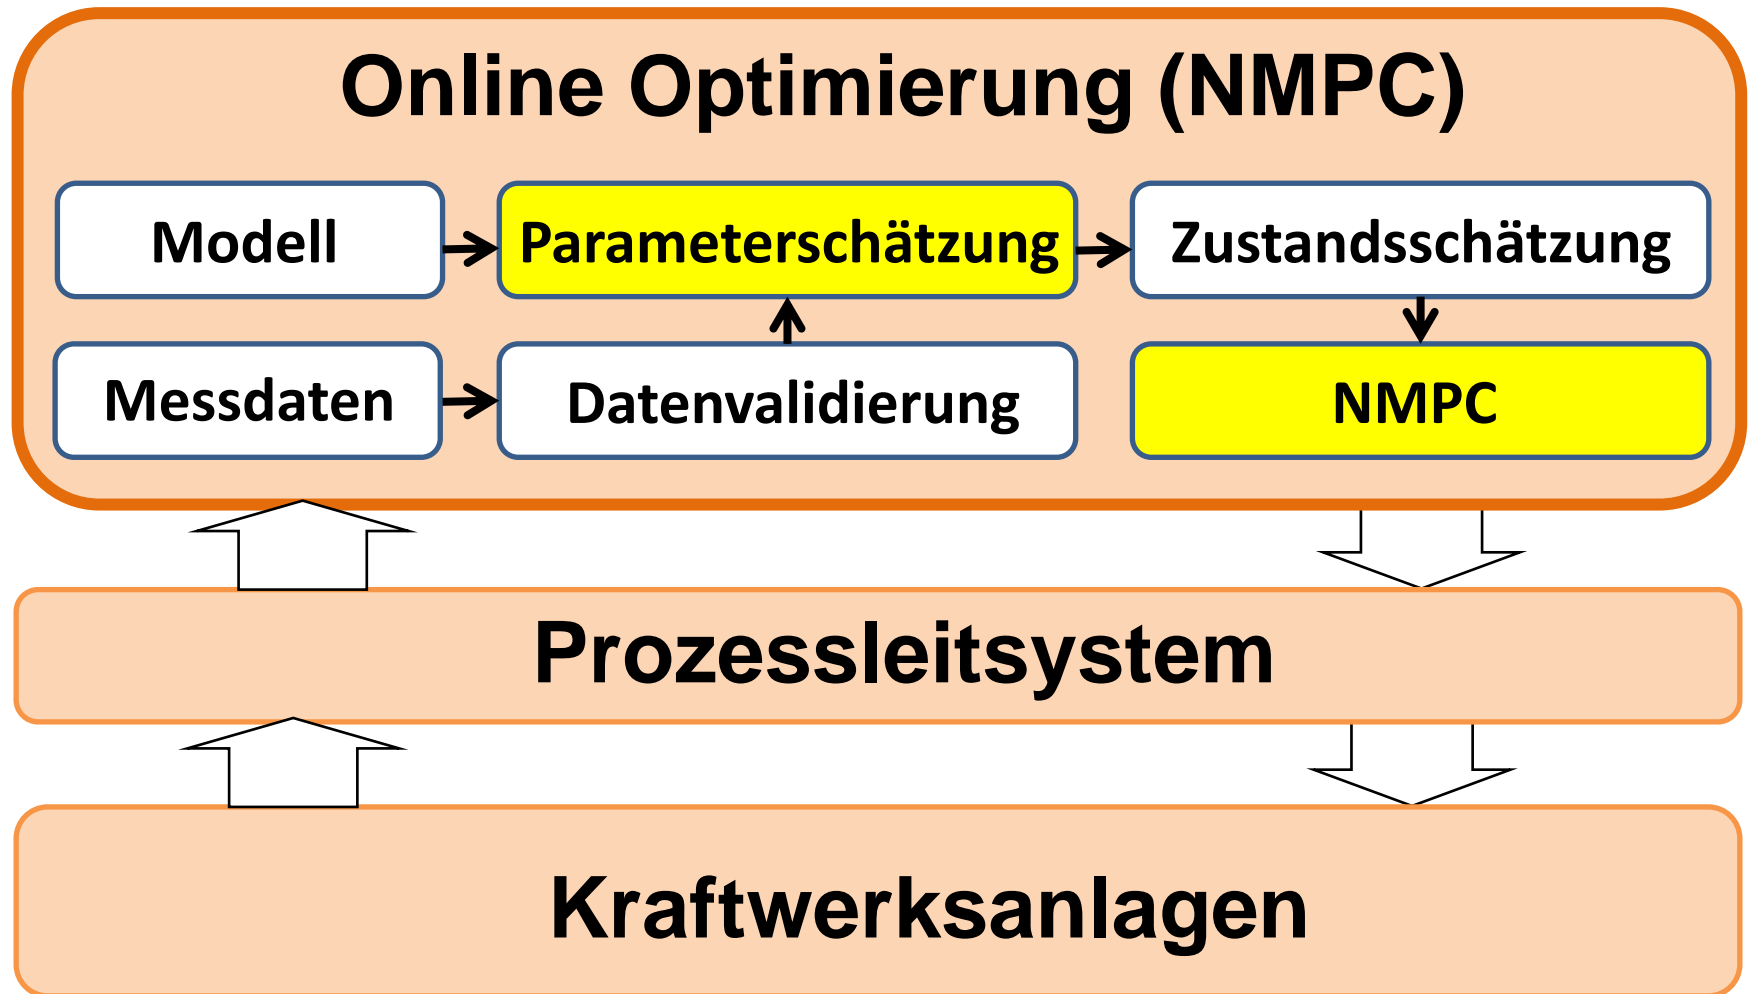 Online Optimierung (NMPC)
Modell
Parameterschätzung
Zustandsschätzung
Messdaten
Datenvalidierung
NMPC
Prozessleitsystem
Kraftwerksanlagen